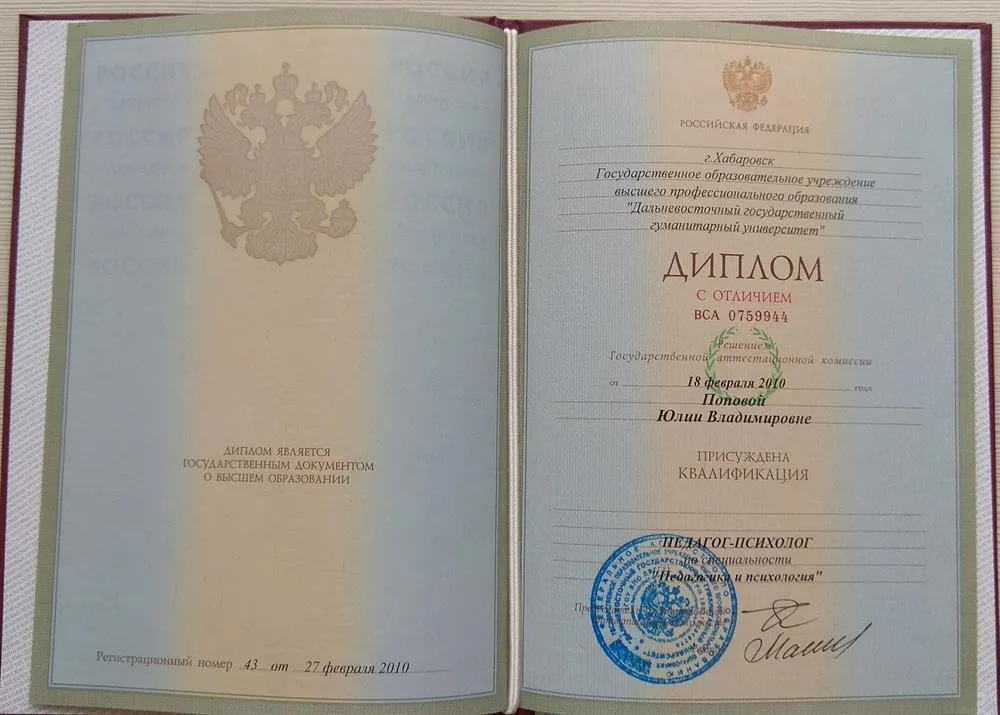 ДИПЛОМ ЯВЛЯЕТСЯ
ГОСУДАРСТВЕННЫМ ДОКУМЕНТОМ
О ВЫСШЕМ ОБРАЗОВАНИИ
Регистрационный номер 43 от 27 февраля 2010
РОССИЙСКАЯ ФЕДЕРАЦИЯ
г.Хабаровск
Государственное образовательное учреждение
высшего профессионального образования
"Дальневосточный государственный
гуманитарный университет"
ДИПЛОМ
С ОТЛИЧИЕМ
ВСА 0759944
Решением
Государственной аттестационной комиссии
от 18 февраля 2010 года
Поповой
Юлии Владимировне
ПРИСУЖДЕНА
КВАЛИФИКАЦИЯ
ПЕДАГОГ-ПСИХОЛОГ
по специальности
"Педагогика и психология"